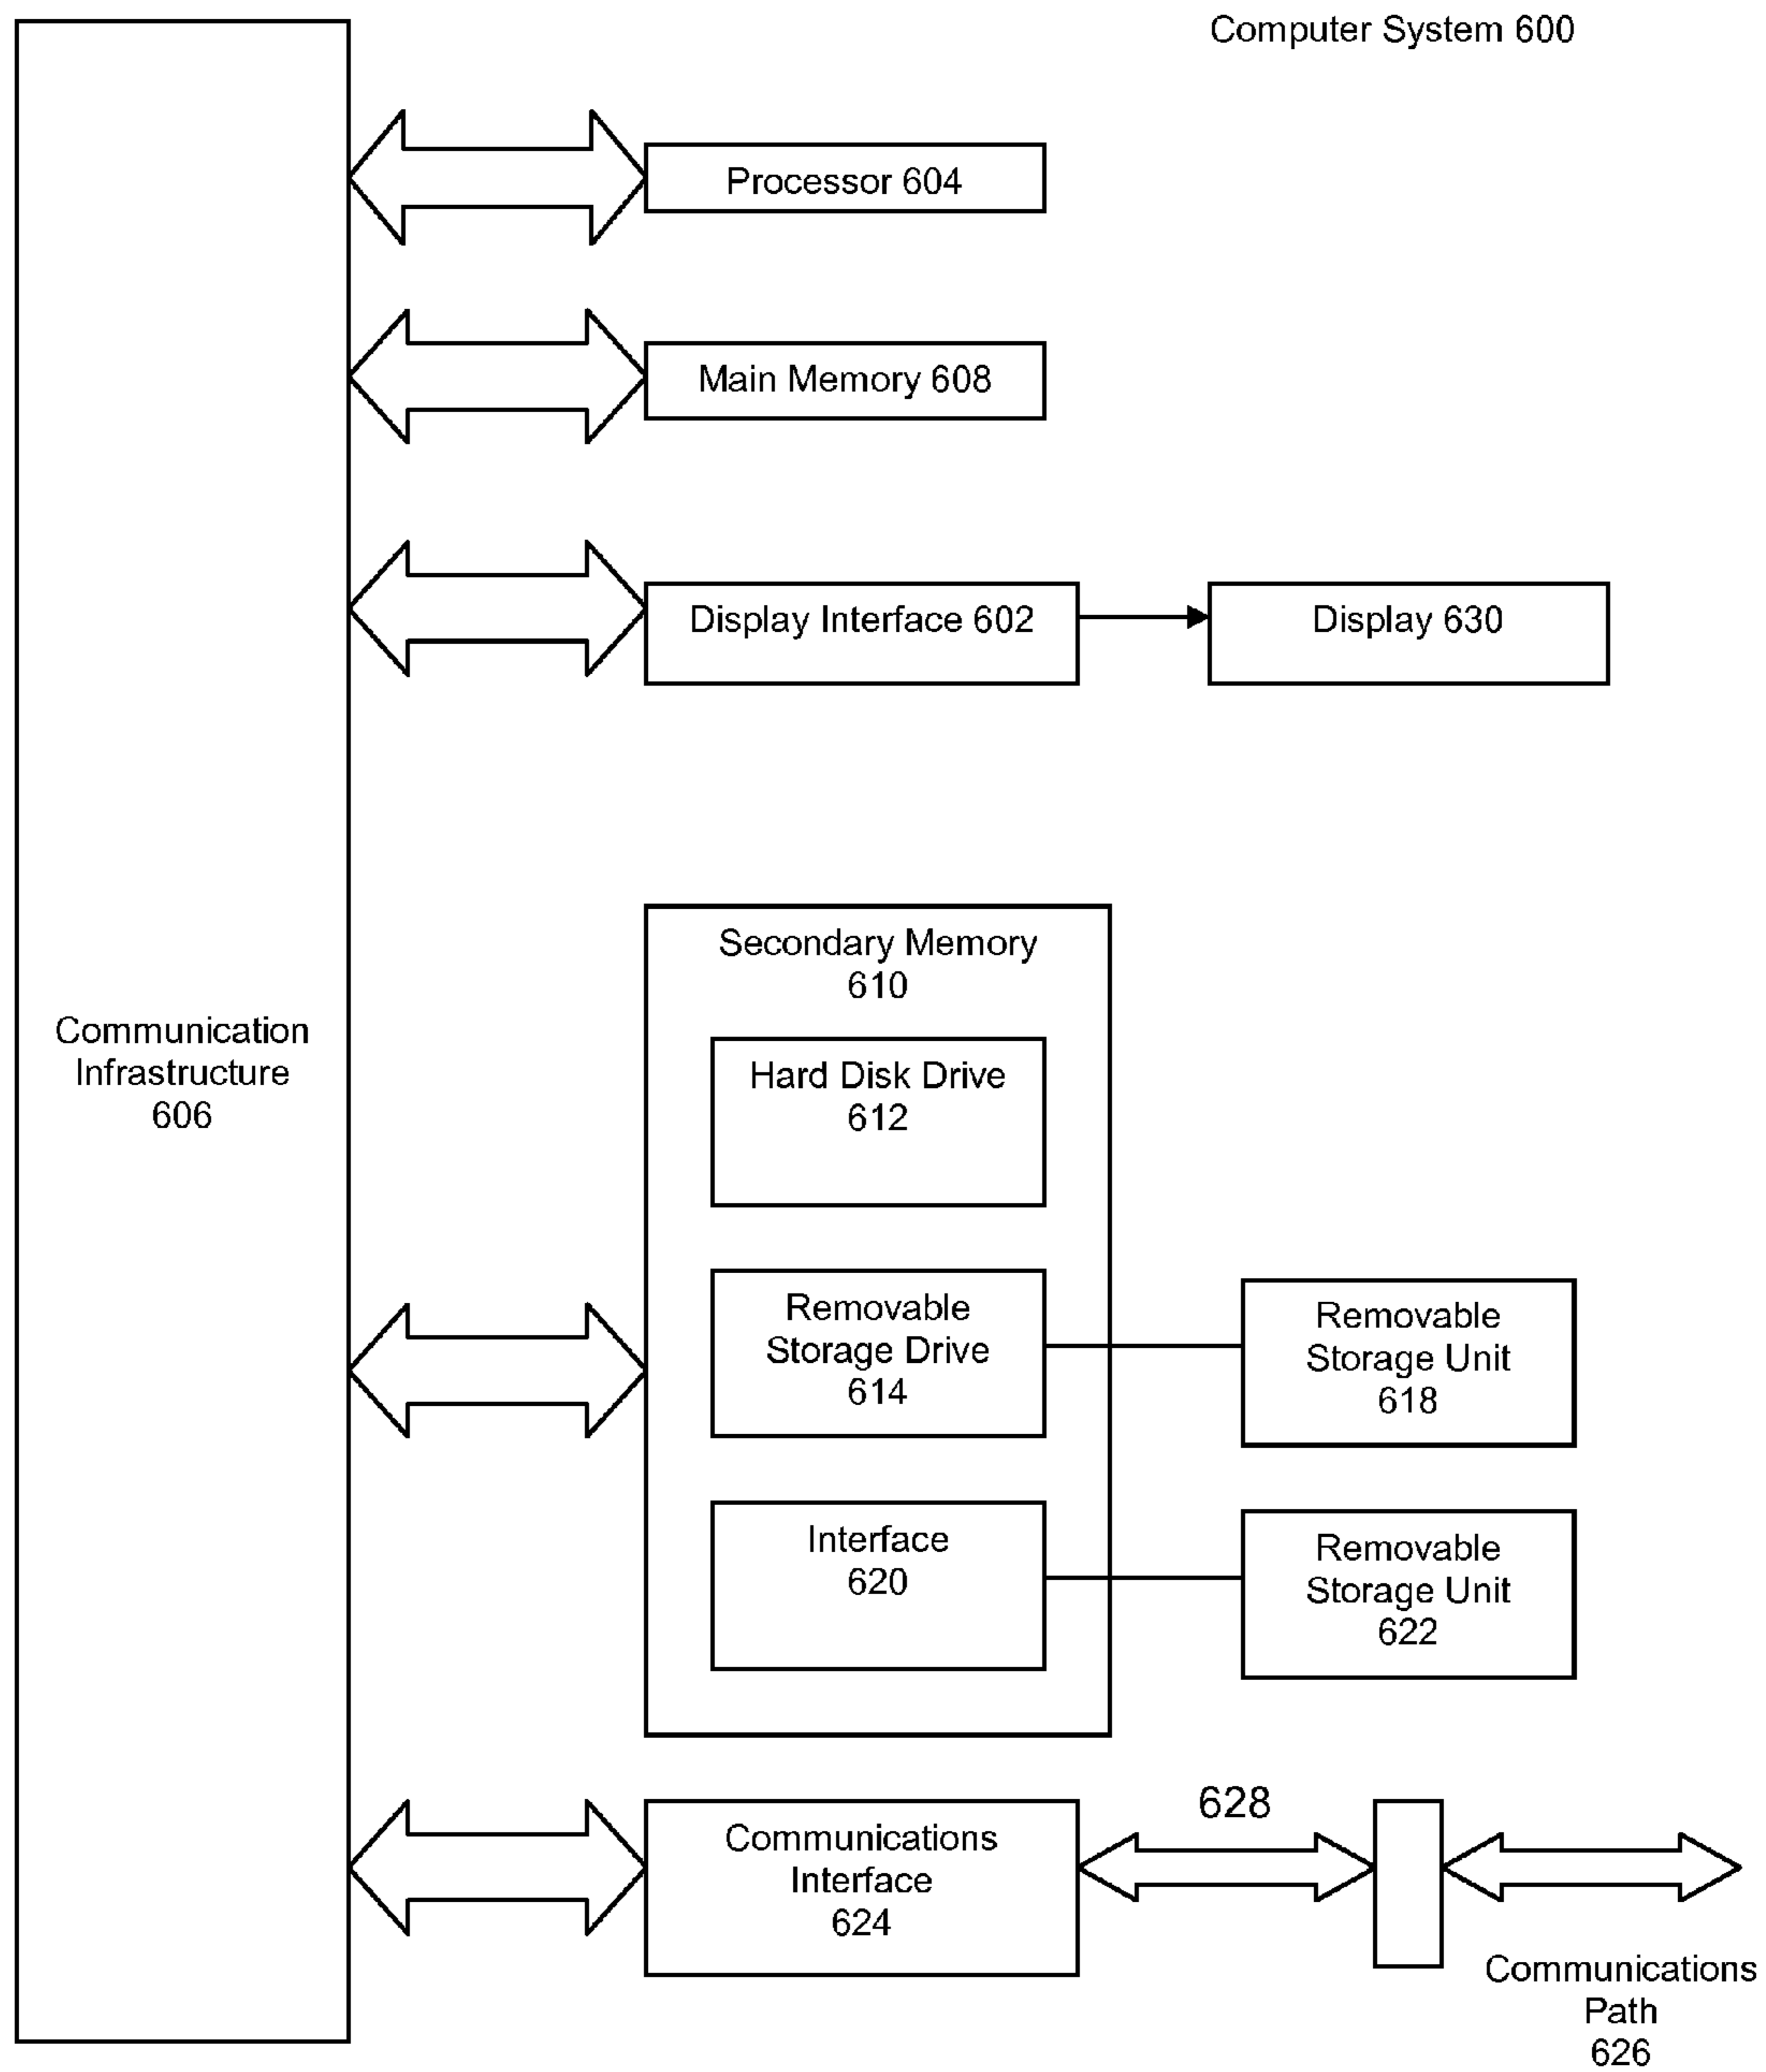 Computer System 600
Processor 604
Main Memory 608
Display Interface 602
Display 630
Communication
Infrastructure
606
Secondary Memory
610
Hard Disk Drive
612
Removable
Storage Drive
614
Removable
Storage Unit
618
Interface
620
Removable
Storage Unit
622
Communications
Interface
624
628
Communications
Path
626